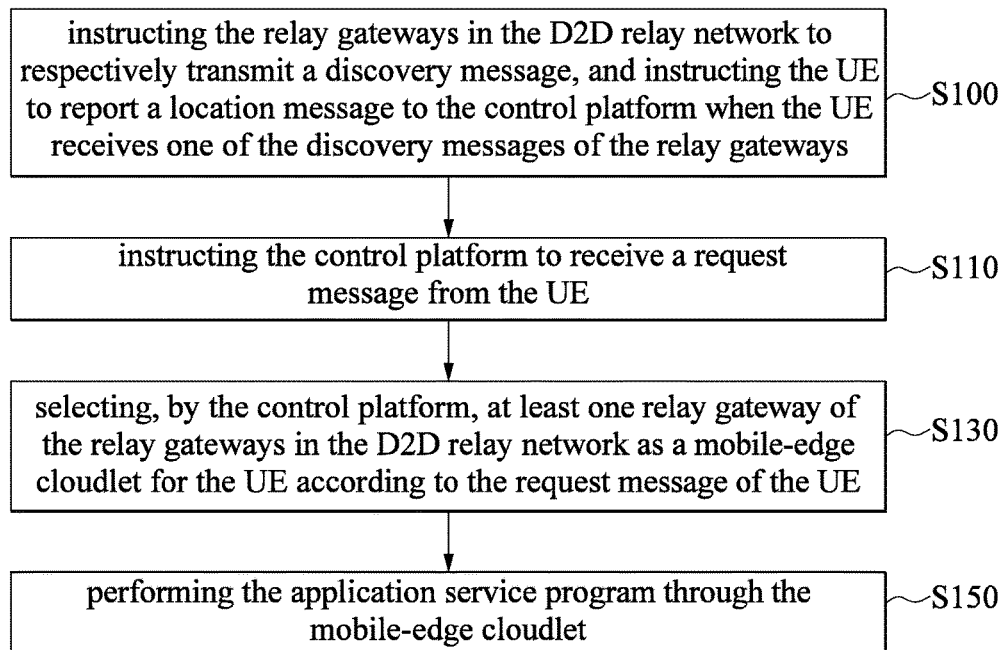 instructing the relay gateways in the D2D relay network to
respectively transmit a discovery message, and instructing the UE
to report a location message to the control platform when the UE
receives one of the discovery messages of the relay gateways
S100
instructing the control platform to receive a request
message from the UE
S110
selecting, by the control platform, at least one relay gateway of
the relay gateways in the D2D relay network as a mobile-edge
cloudlet for the UE according to the request message of the UE
S130
performing the application service program through the
mobile-edge cloudlet
S150